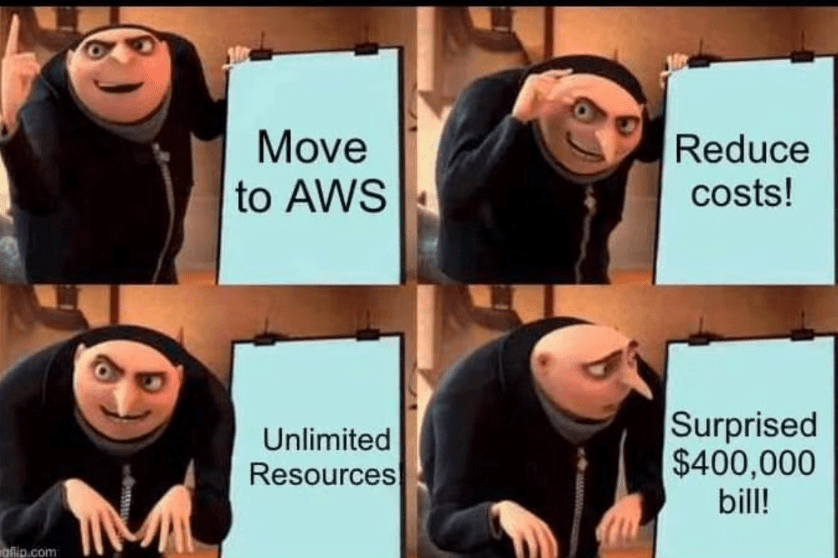 Move
to AWS
Reduce
costs!
Unlimited
Resources!
Surprised
$400,000
bill!